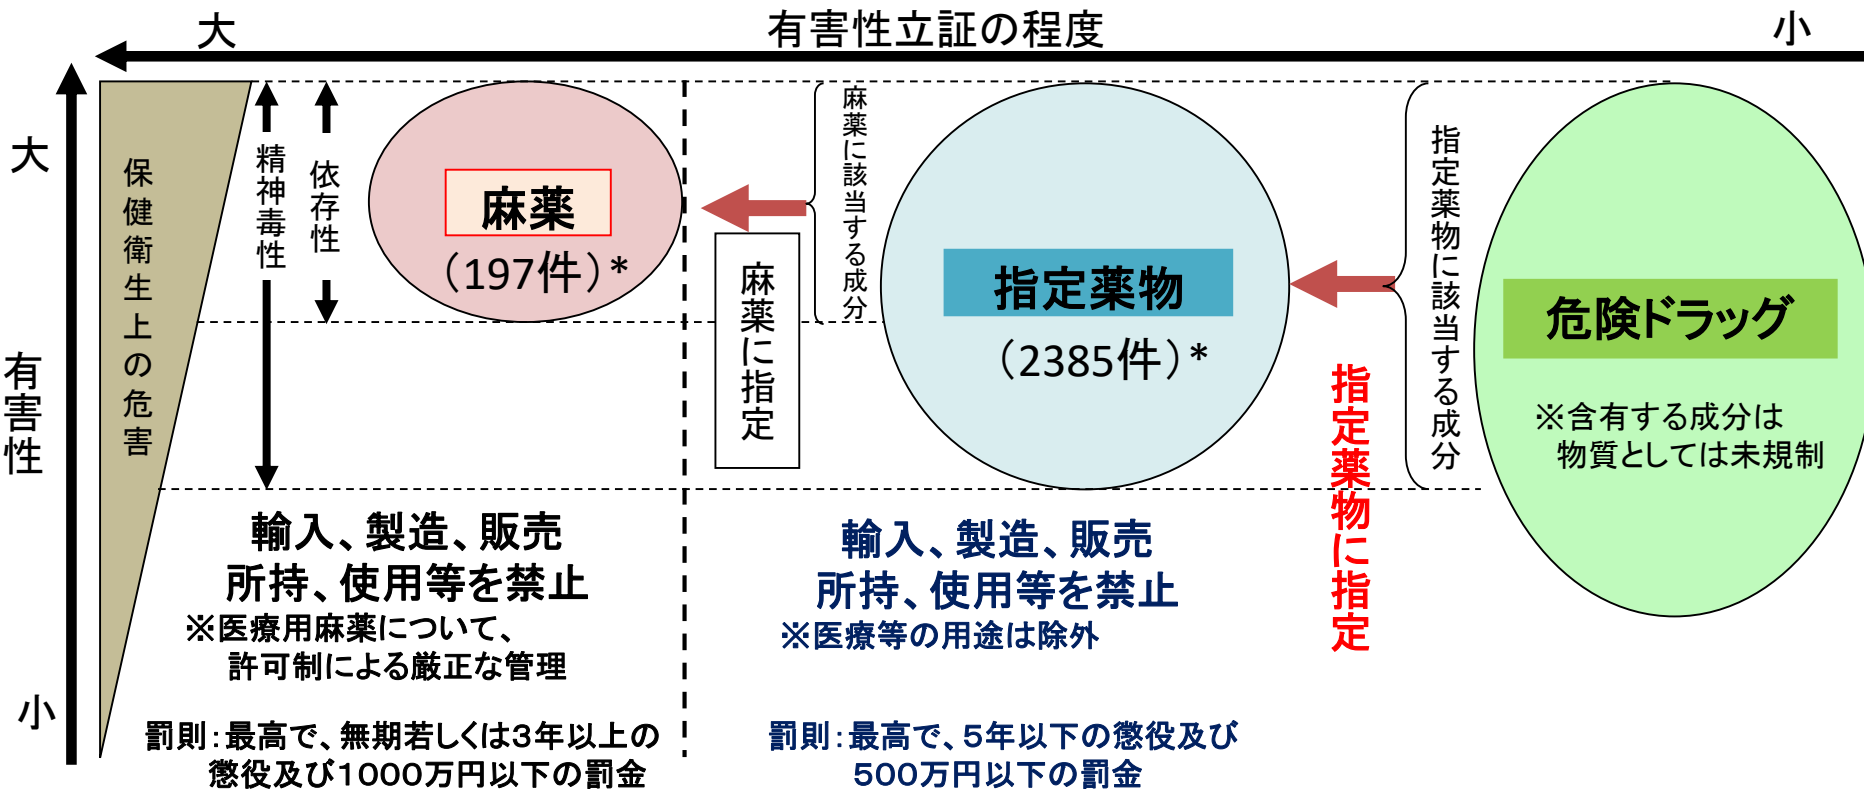 大
有害性立証の程度
小
大
有害性
小
保健衛生上の危害
精神毒性
依存性
麻薬
（197件）*
麻薬に該当する成分
麻薬に指定
指定薬物
（2385件）*
指定薬物に該当する成分
指定薬物に指定
危険ドラッグ
※含有する成分は
物質としては未規制
輸入、製造、販売
所持、使用等を禁止
※医療用麻薬について、
許可制による厳正な管理
罰則：最高で、無期若しくは3年以上の
懲役及び1000万円以下の罰金
輸入、製造、販売
所持、使用等を禁止
※医療等の用途は除外
罰則：最高で、5年以下の懲役及び
500万円以下の罰金